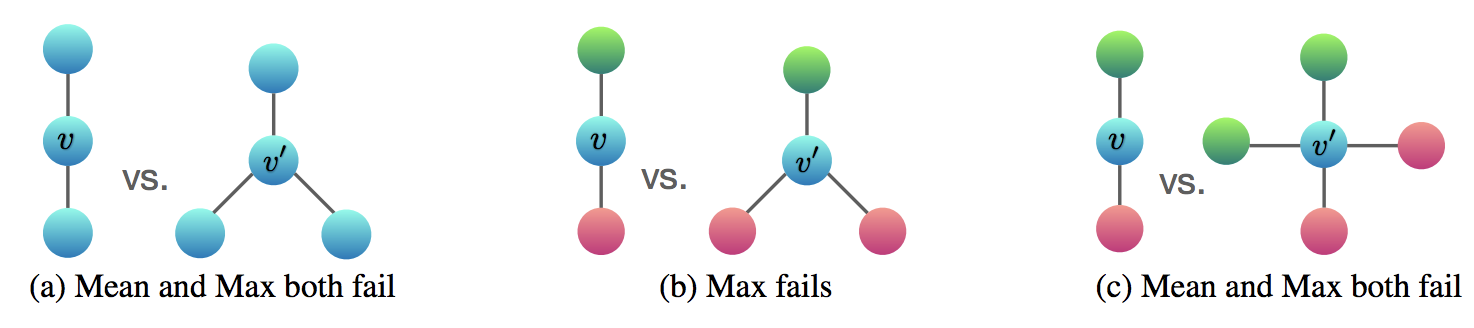 v
vs.
v′
v
vs.
v′
v
vs.
v′
(a) Mean and Max both fail
(b) Max fails
(c) Mean and Max both fail